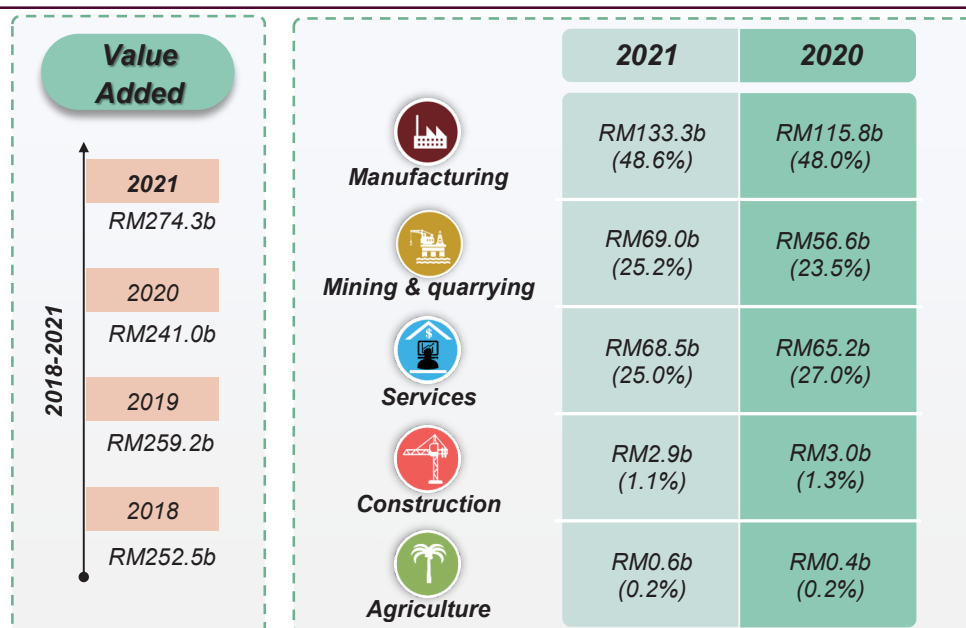 Value
Added
2018-2021
2021
RM274.3b
2020
RM241.0b
2019
RM259.2b
2018
RM252.5b
2021
2020
Manufacturing
RM133.3b
(48.6%)
RM115.8b
(48.0%)
Mining & quarrying
RM69.0b
(25.2%)
RM56.6b
(23.5%)
$
Services
RM68.5b
(25.0%)
RM65.2b
(27.0%)
Construction
RM2.9b
(1.1%)
RM3.0b
(1.3%)
Agriculture
RM0.6b
(0.2%)
RM0.4b
(0.2%)